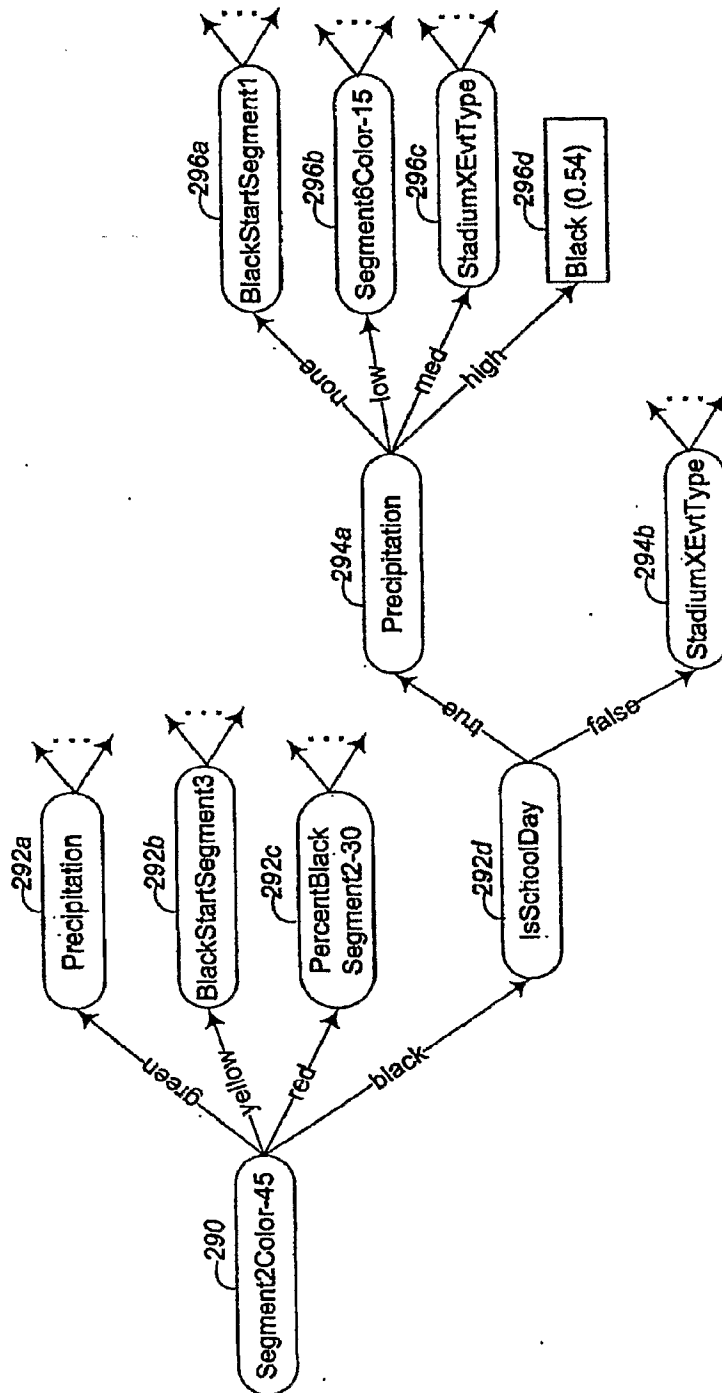 290
Segment2Color-45
green
yellow
red
black
292a
Precipitation
292b
BlackStartSegment3
292c
PercentBlack
Segment2-30
292d
IsSchoolDay
true
false
294a
Precipitation
294b
StadiumXEvtType
none
low
med
high
296a
BlackStartSegment1
296b
Segment6Color-15
296c
StadiumXEvtType
296d
Black (0.54)